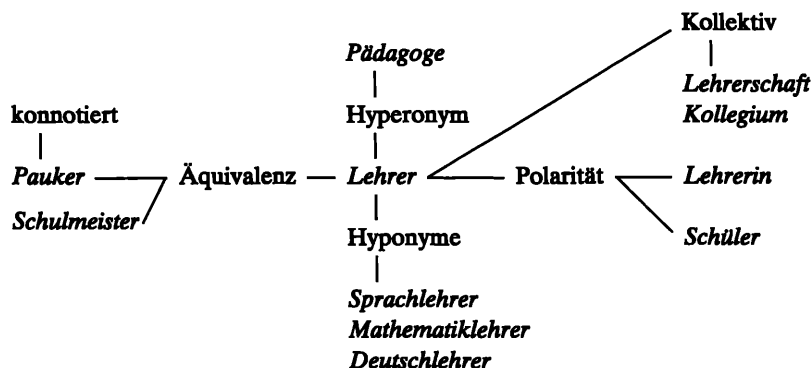 Kollektiv
Pädagoge
Lehrerschaft
konnotiert
Hyperonym
Kollegium
Pauker
Äquivalenz
Lehrer
Polarität
Lehrerin
Schulmeister
Hyponyme
Schüler
Sprachlehrer
Mathematiklehrer
Deutschlehrer